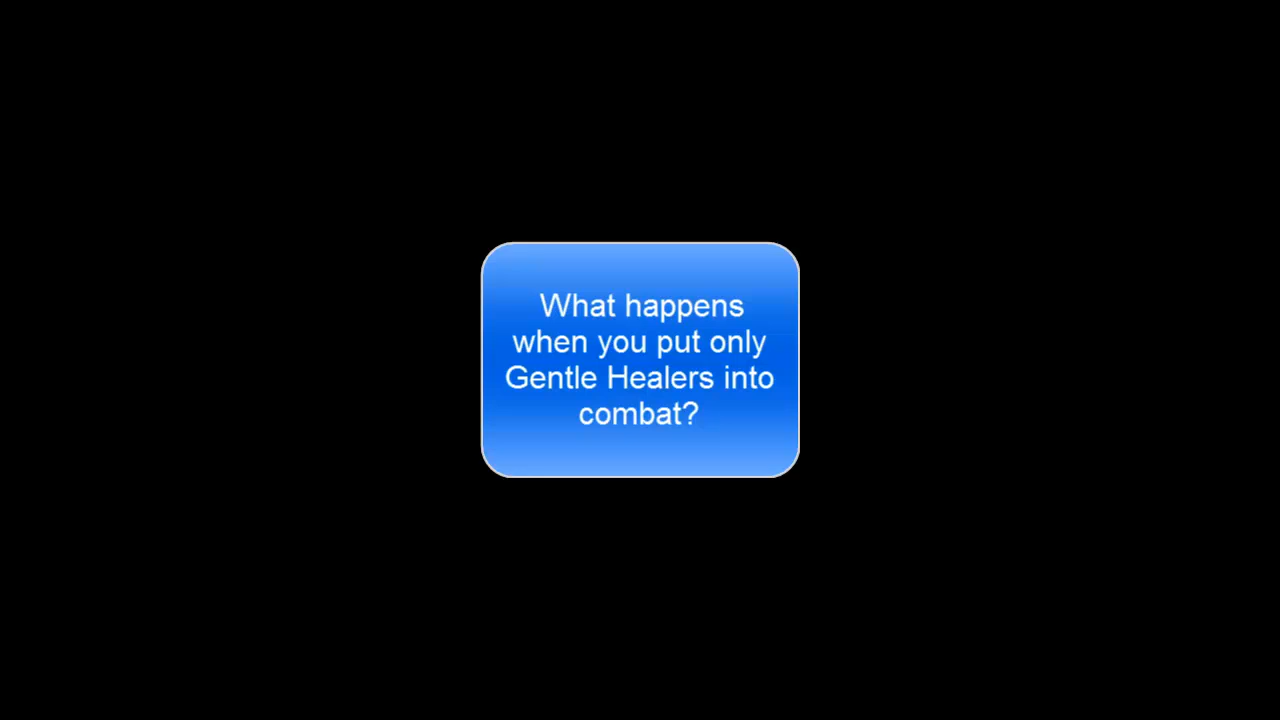 What happens
when you put only
Gentle Healers into
combat?